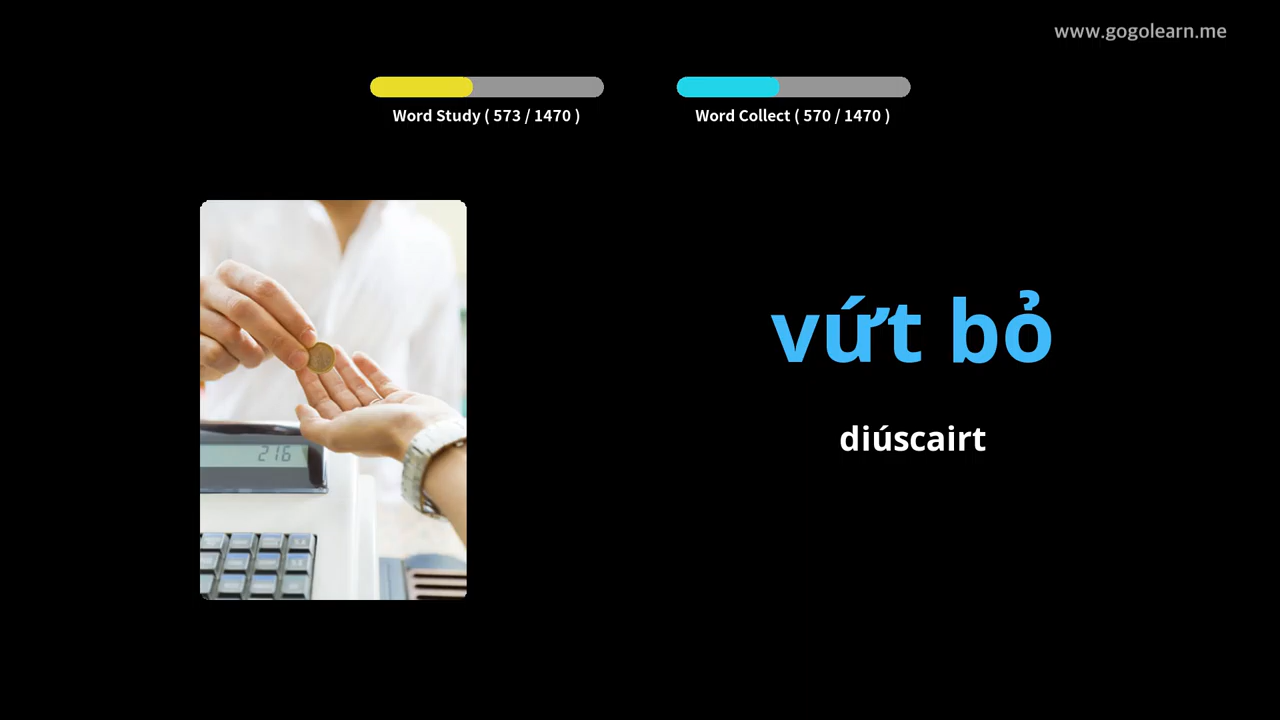 www.gogolearn.me
Word Study ( 573 / 1470 )
Word Collect ( 570 / 1470 )
vứt bỏ
diúscairt
216